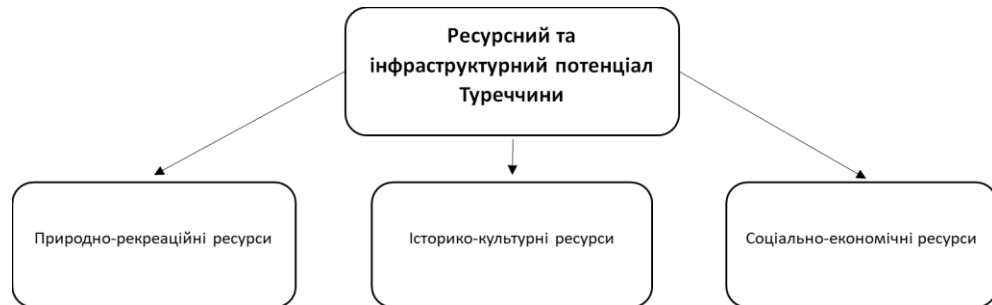 Ресурсний та
інфраструктурний потенціал
Туреччини
Природно-рекреаційні ресурси
Історико-культурні ресурси
Соціально-економічні ресурси